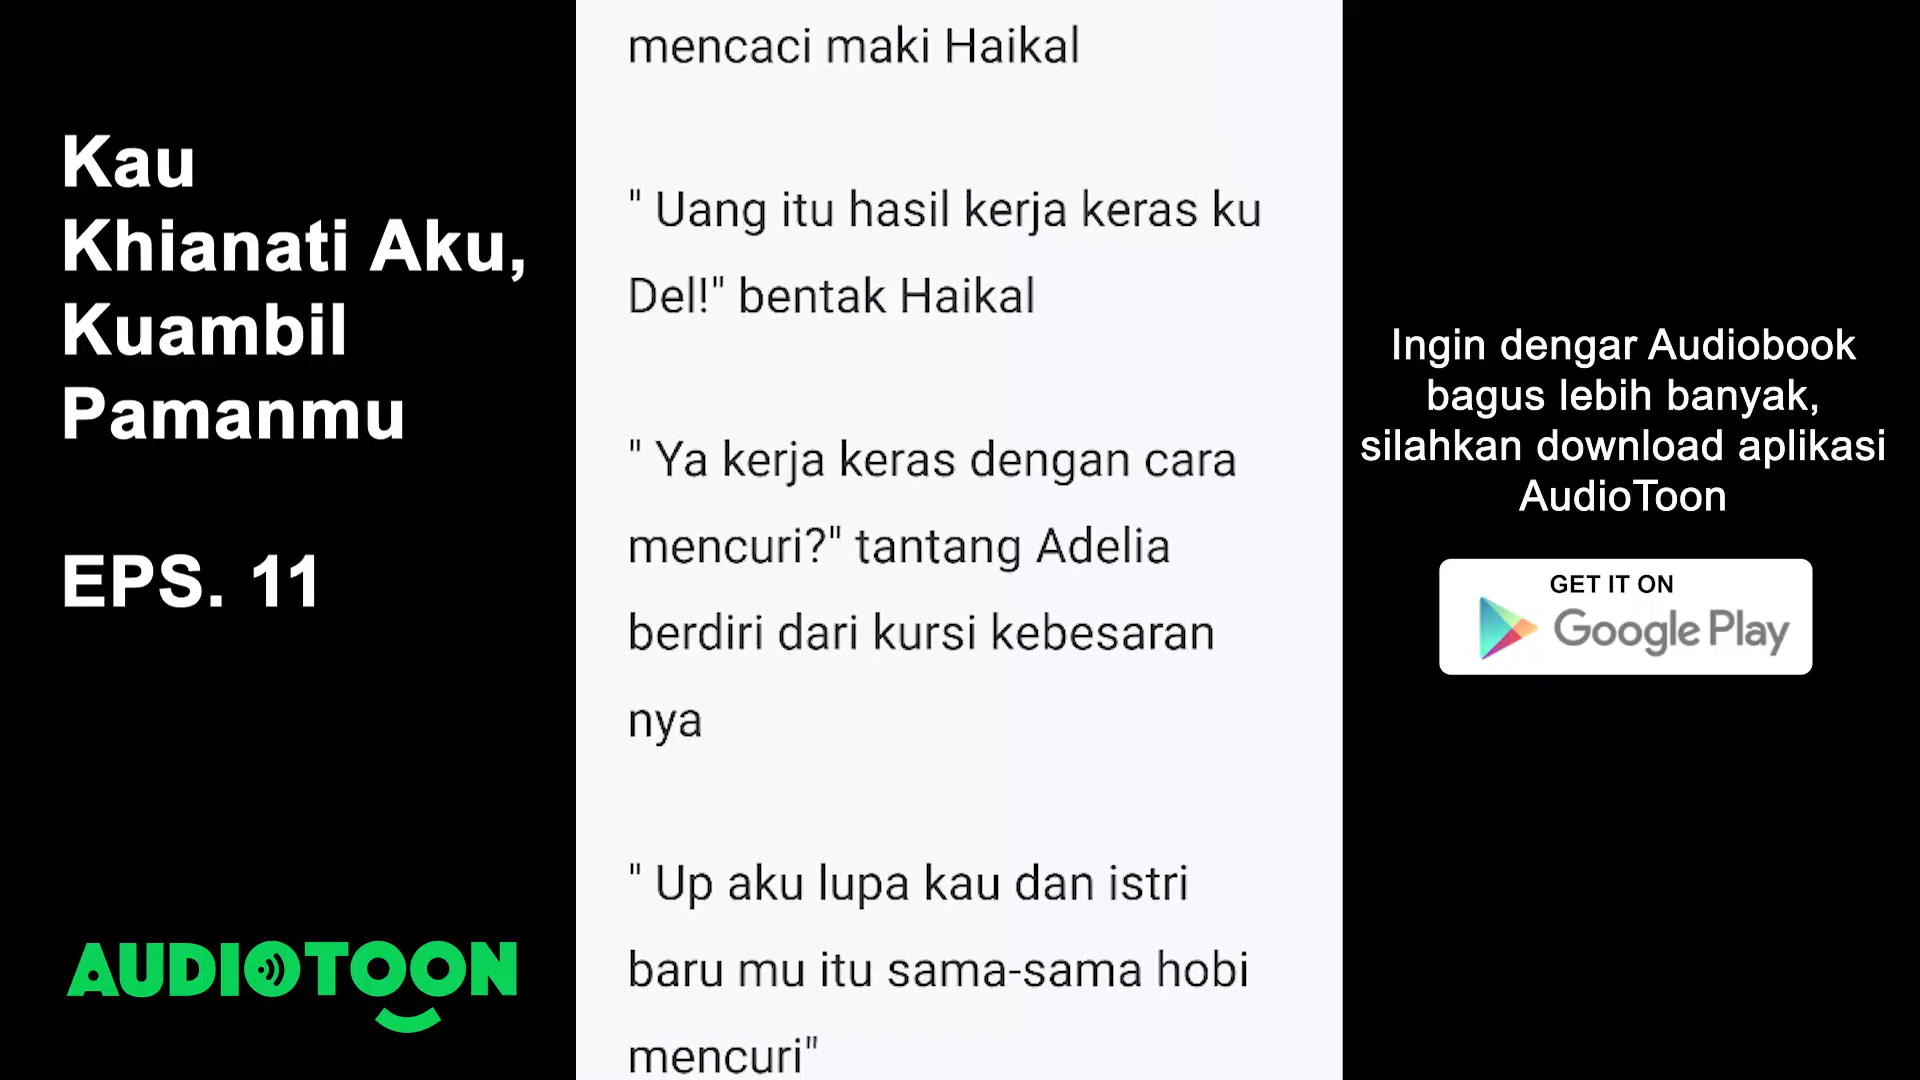 Kau
Khianati Aku,
Kuambil
Pamanmu
EPS. 11
AUDIOTOON
mencaci maki Haikal
" Uang itu hasil kerja keras ku
Del!" bentak Haikal
" Ya kerja keras dengan cara
mencuri?" tantang Adelia
berdiri dari kursi kebesaran
nya
" Up aku lupa kau dan istri
baru mu itu sama-sama hobi
mencuri"
Ingin dengar Audiobook
bagus lebih banyak,
silahkan download aplikasi
AudioToon
GET IT ON
Google Play